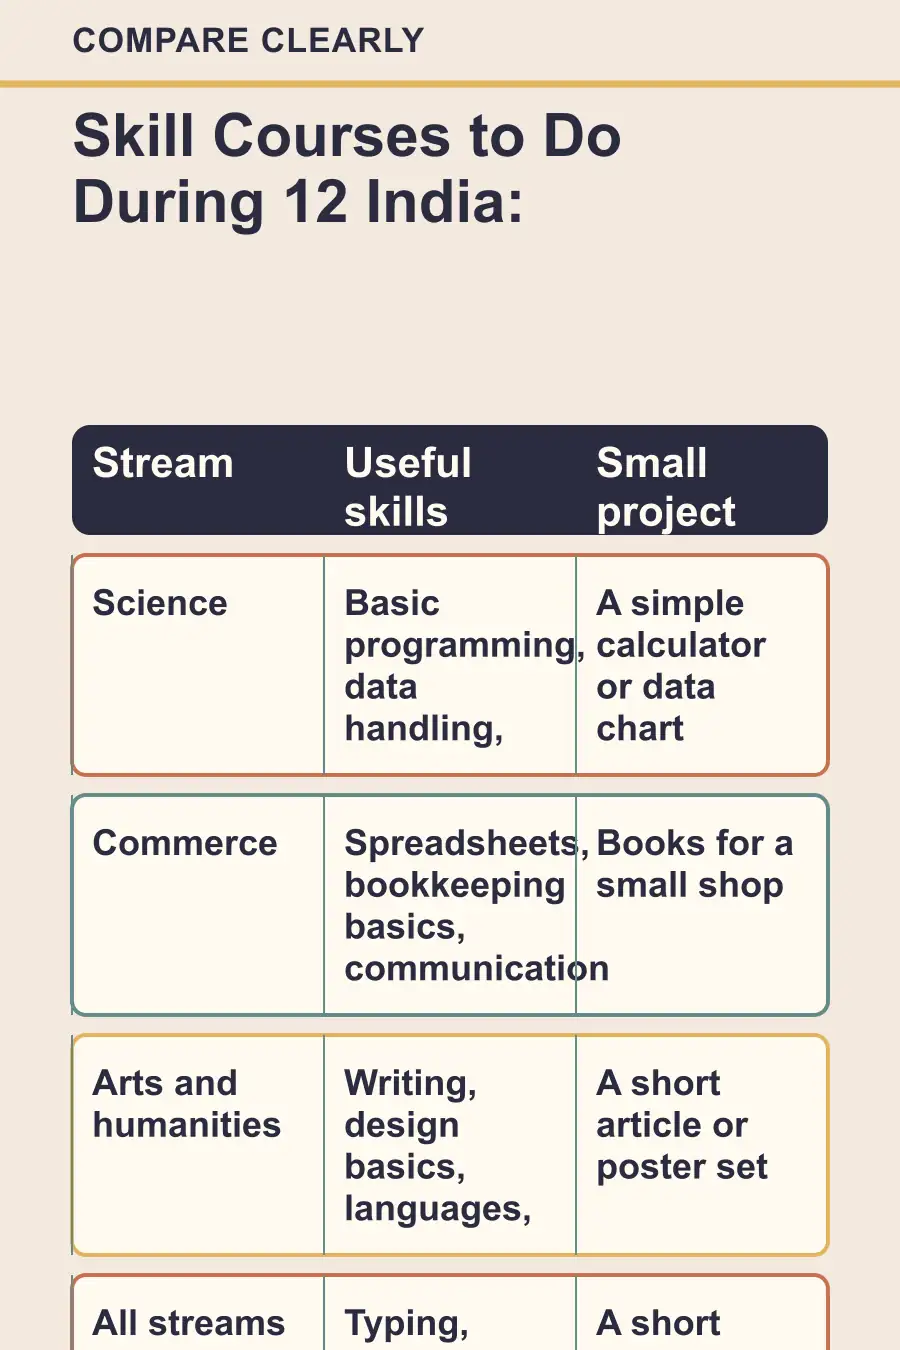 COMPARE CLEARLY
Skill Courses to Do
During 12 India:
Stream
Useful
skills
Small
project
Science
Basic
programming,
data
handling,
A simple
calculator
or data
chart
Commerce
Spreadsheets,
bookkeeping
basics,
communication
Books for a
small shop
Arts and
humanities
Writing,
design
basics,
languages,
A short
article or
poster set
All streams
Typing,
A short